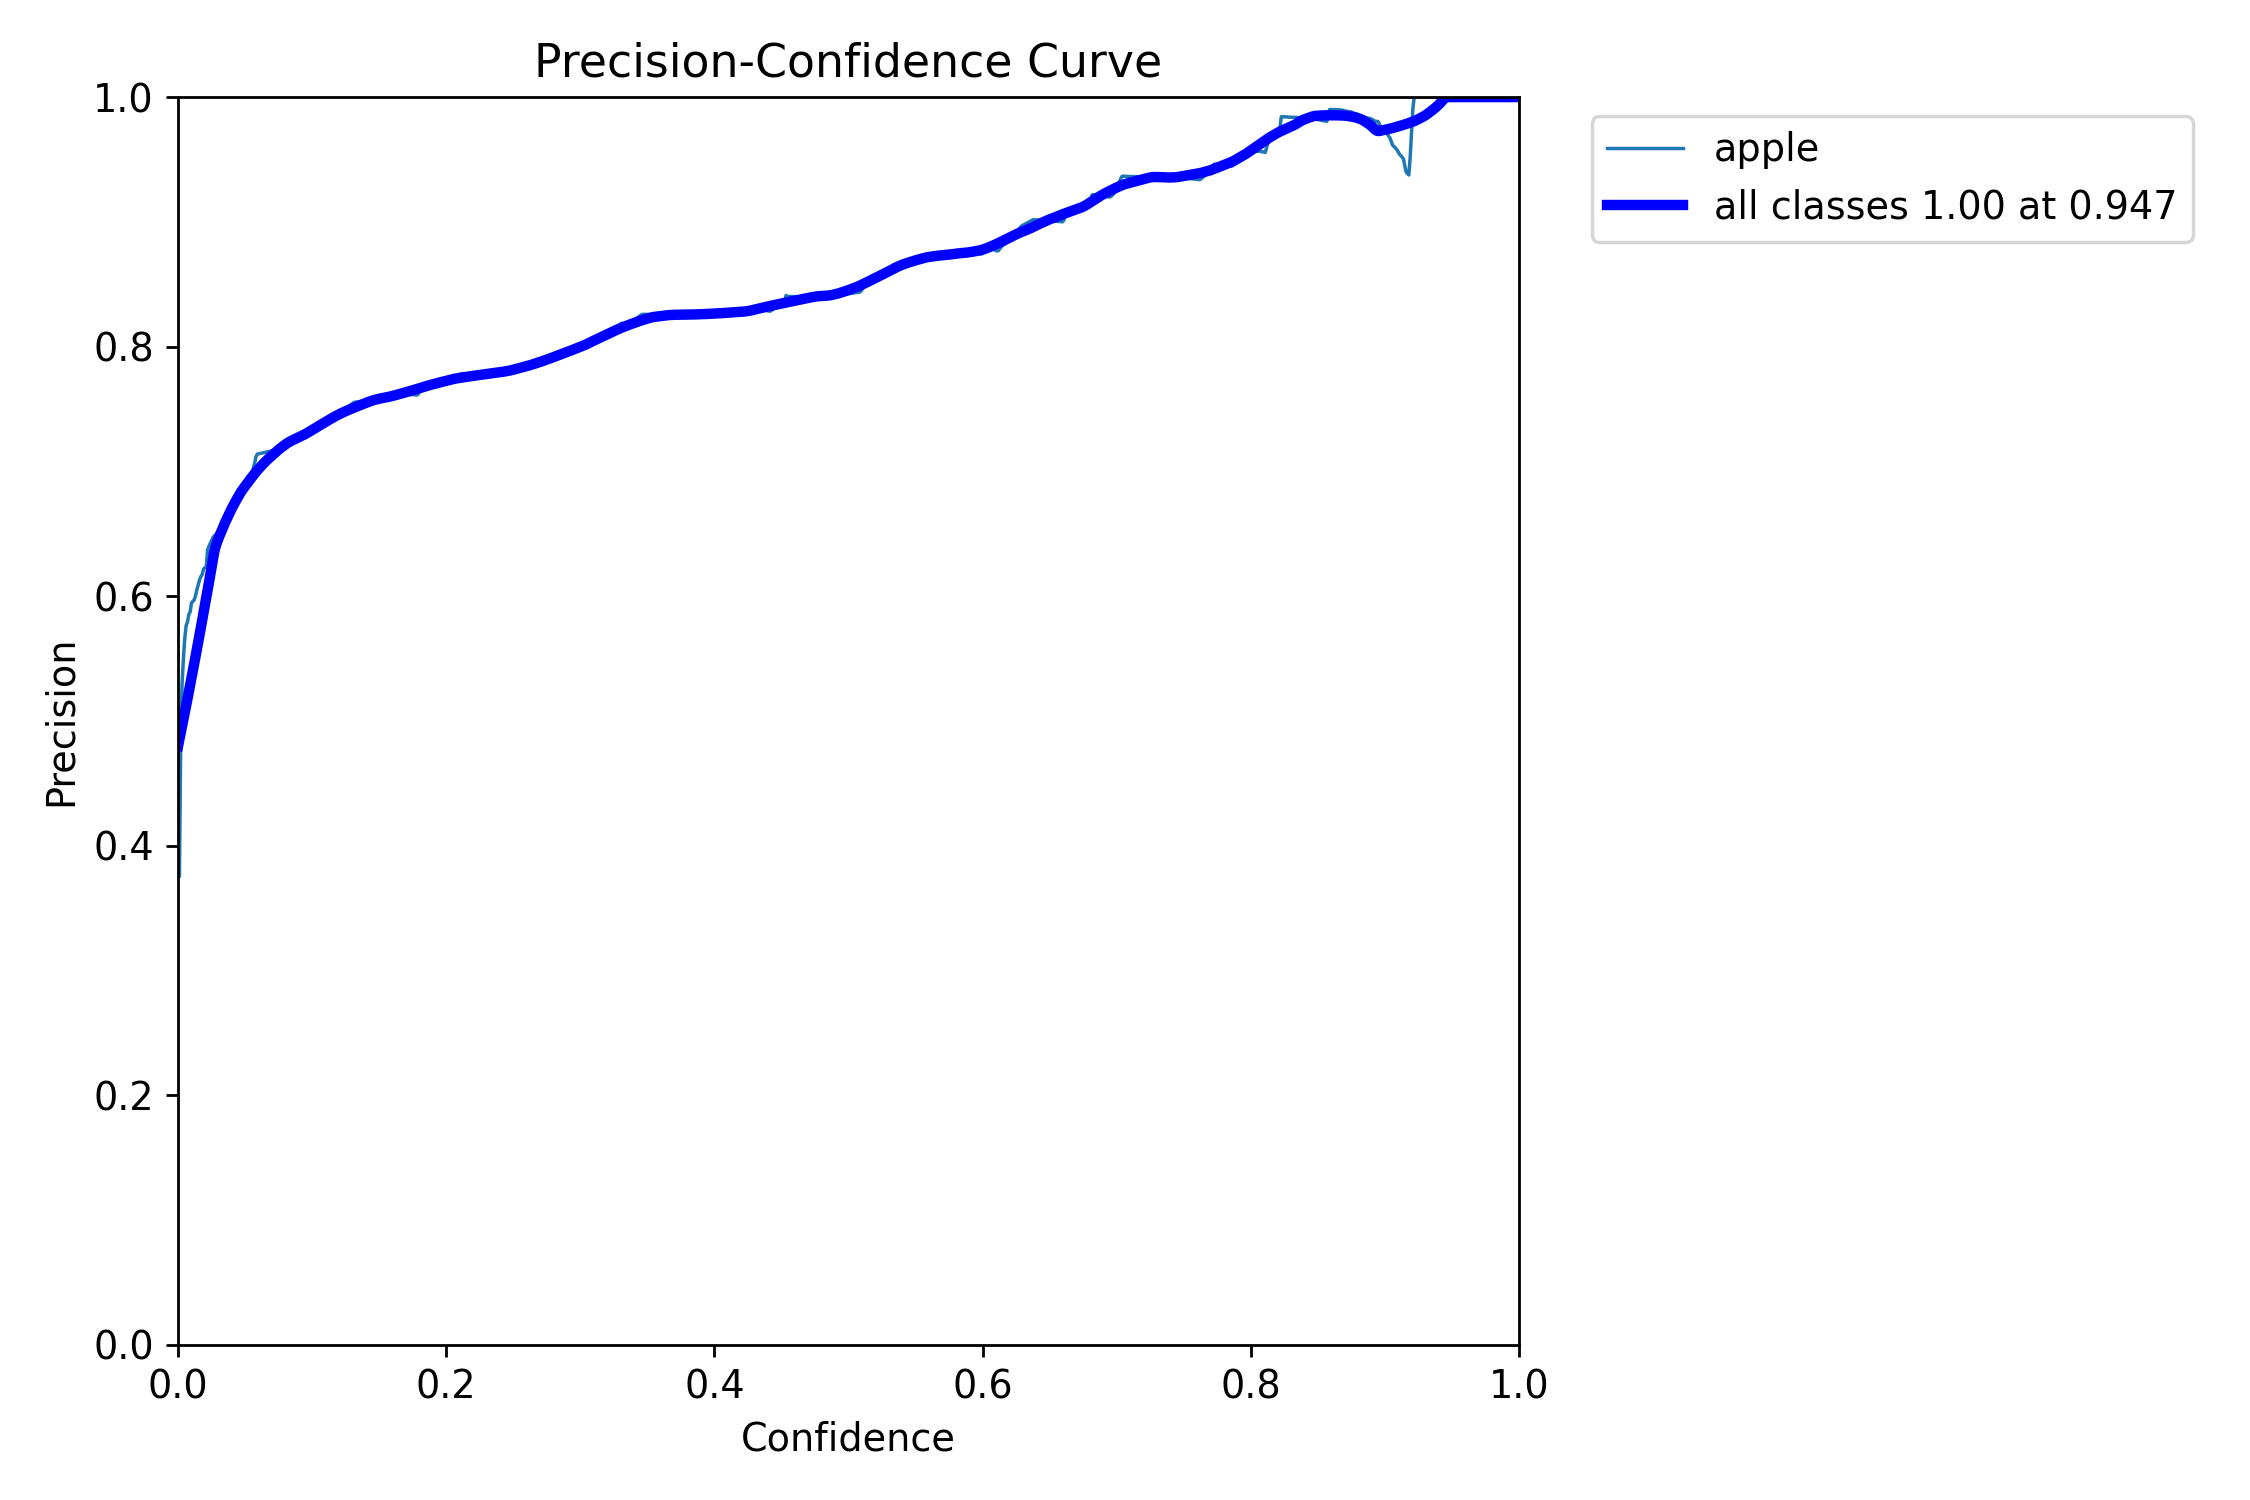 Precision-Confidence Curve
1.0
0.8
0.6
0.4
0.2
0.0
Precision
0.0 0.2 0.4 0.6 0.8 1.0
Confidence
apple
all classes 1.00 at 0.947